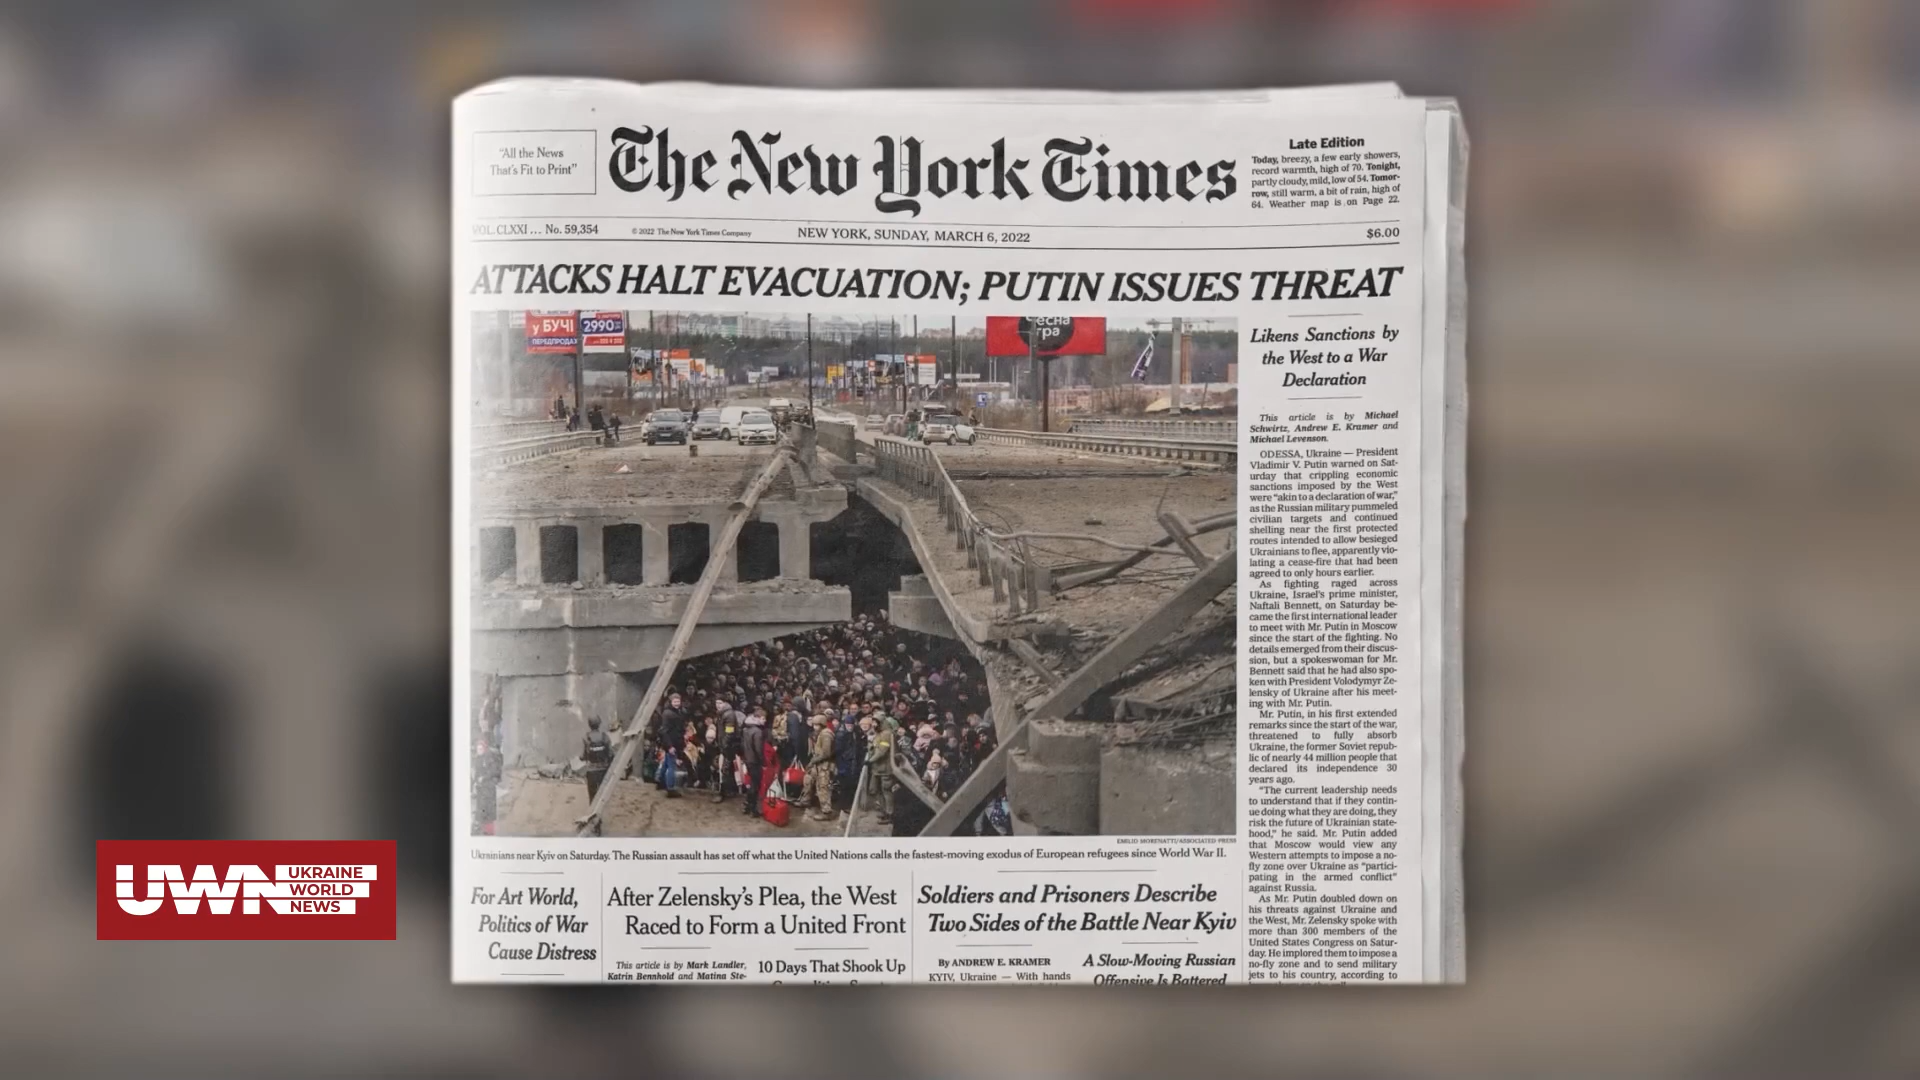 "All the News
That's Fit to Print"
The New York Times
Late Edition
Today, breezy, a few early showers,
record warmth, high of 70. Tonight,
partly cloudy, mild, low of 54. Tomor-
row, still warm, a bit of rain, high of
64. Weather map is on Page 22.
VOL. CLXXI ... No. 59,354
© 2022 The New York Times Company
NEW YORK, SUNDAY, MARCH 6, 2022
$6.00
ATTACKS HALT EVACUATION; PUTIN ISSUES THREAT
у БУЧІ
ПЕРЕДПРОДАЖ
2990
EMILIO MORENATTI/ASSOCIATED PRESS
Ukrainians near Kyiv on Saturday. The Russian assault has set off what the United Nations calls the fastest-moving exodus of European refugees since World War II.
Likens Sanctions by
the West to a War
Declaration
This article is by Michael
Schwirtz, Andrew E. Kramer and
Michael Levenson.
ODESSA, Ukraine — President
Vladimir V. Putin warned on Sat-
urday that crippling economic
sanctions imposed by the West
were "akin to a declaration of war,"
as the Russian military pummeled
civilian targets and continued
shelling near the first protected
routes intended to allow besieged
Ukrainians to flee, apparently vio-
lating a cease-fire that had been
agreed to only hours earlier.
As fighting raged across
Ukraine, Israel's prime minister,
Naftali Bennett, on Saturday be-
came the first international leader
to meet with Mr. Putin in Moscow
since the start of the fighting. No
details emerged from their discus-
sion, but a spokeswoman for Mr.
Bennett said that he had also spo-
ken with President Volodymyr Ze-
lensky of Ukraine after his meet-
ing with Mr. Putin.
Mr. Putin, in his first extended
remarks since the start of the war,
threatened to fully absorb
Ukraine, the former Soviet repub-
lic of nearly 44 million people that
declared its independence 30
years ago.
"The current leadership needs
to understand that if they contin-
ue doing what they are doing, they
risk the future of Ukrainian state-
hood," he said. Mr. Putin added
that Moscow would view any
Western attempts to impose a no-
fly zone over Ukraine as "partici-
pating in the armed conflict"
against Russia.
As Mr. Putin doubled down on
his threats against Ukraine and
the West, Mr. Zelensky spoke with
more than 300 members of the
United States Congress on Satur-
day. He implored them to impose a
no-fly zone and to send military
jets to his country, according to
For Art World,
Politics of War
Cause Distress
After Zelensky's Plea, the West
Raced to Form a United Front
This article is by Mark Landler,
Katrin Bennhold and Matina Ste-
10 Days That Shook Up
Soldiers and Prisoners Describe
Two Sides of the Battle Near Kyiv
By ANDREW E. KRAMER
KYIV, Ukraine — With hands
A Slow-Moving Russian
Offensive Is Battered
UWN
UKRAINE
WORLD
NEWS